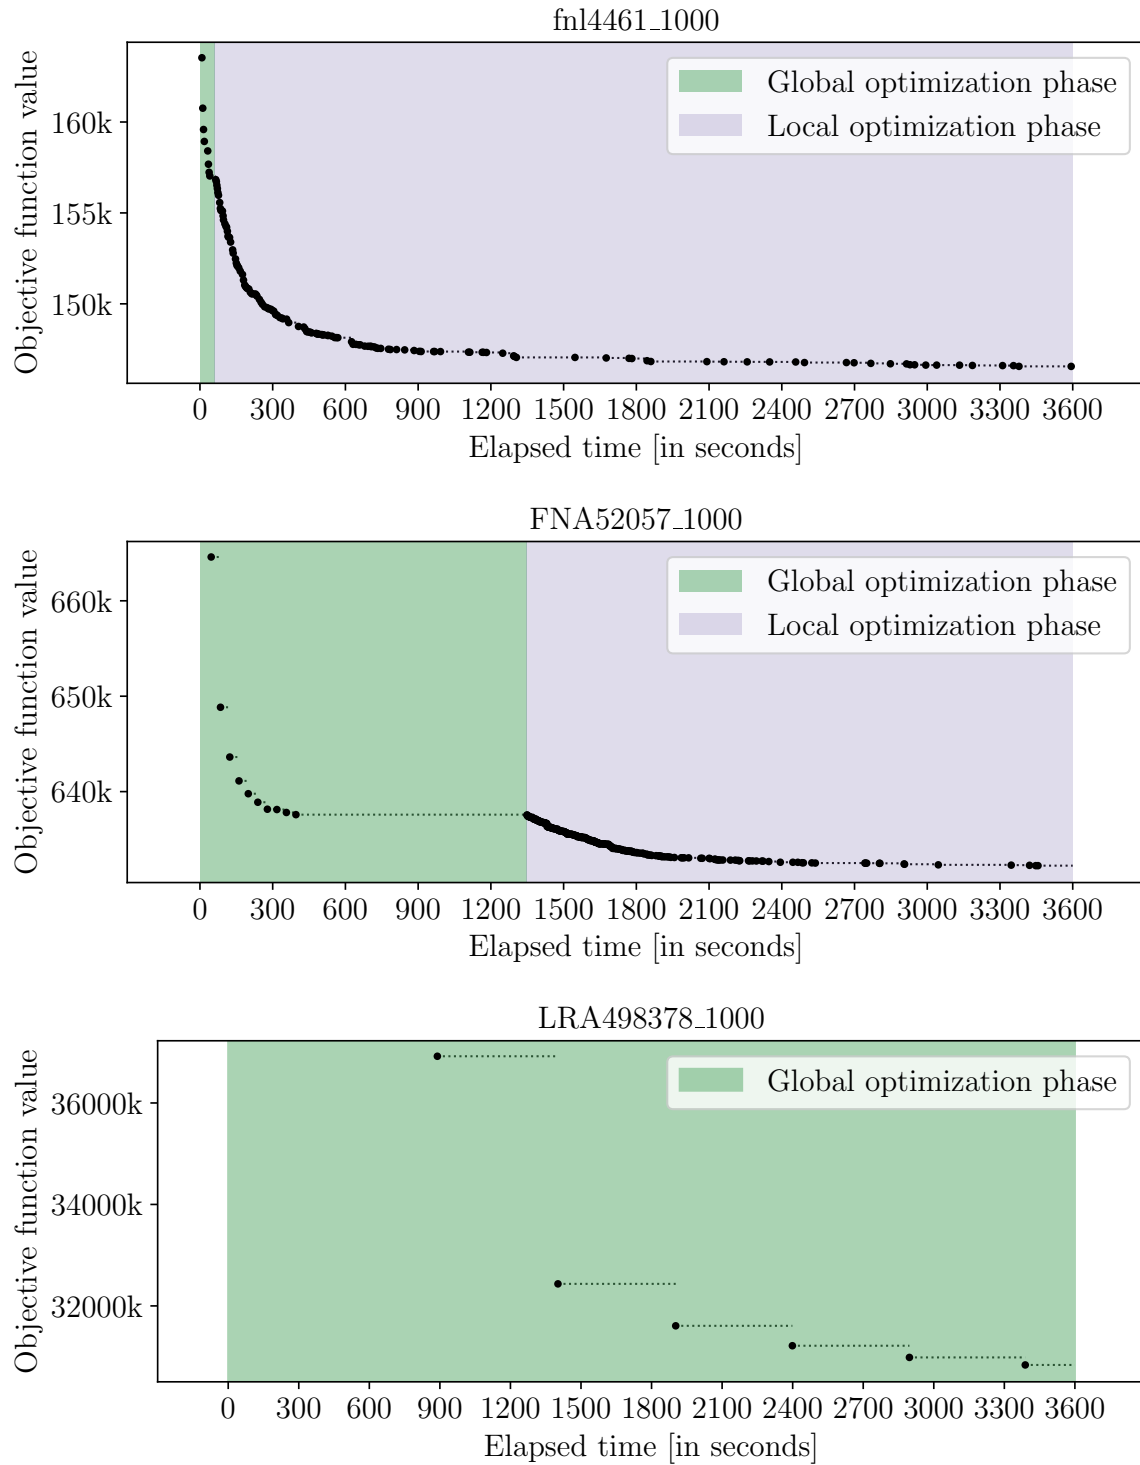 fnl4461_1000
Objective function value
160k
155k
150k
Global optimization phase
Local optimization phase
0 300 600 900 1200 1500 1800 2100 2400 2700 3000 3300 3600
Elapsed time [in seconds]
FNA52057_1000
Objective function value
660k
650k
640k
Global optimization phase
Local optimization phase
0 300 600 900 1200 1500 1800 2100 2400 2700 3000 3300 3600
Elapsed time [in seconds]
LRA498378_1000
Objective function value
36000k
34000k
32000k
Global optimization phase
0 300 600 900 1200 1500 1800 2100 2400 2700 3000 3300 3600
Elapsed time [in seconds]